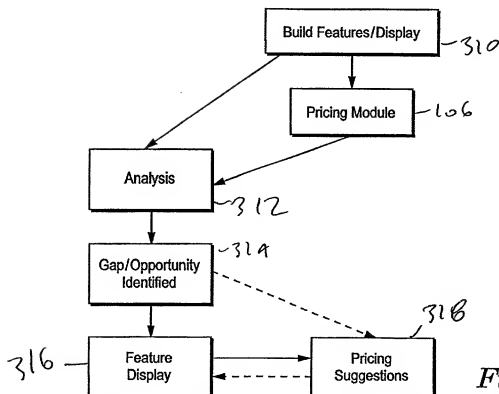 Build Features/Display
310
Pricing Module
106
Analysis
312
314
Gap/Opportunity
Identified
318
316
Feature
Display
Pricing
Suggestions